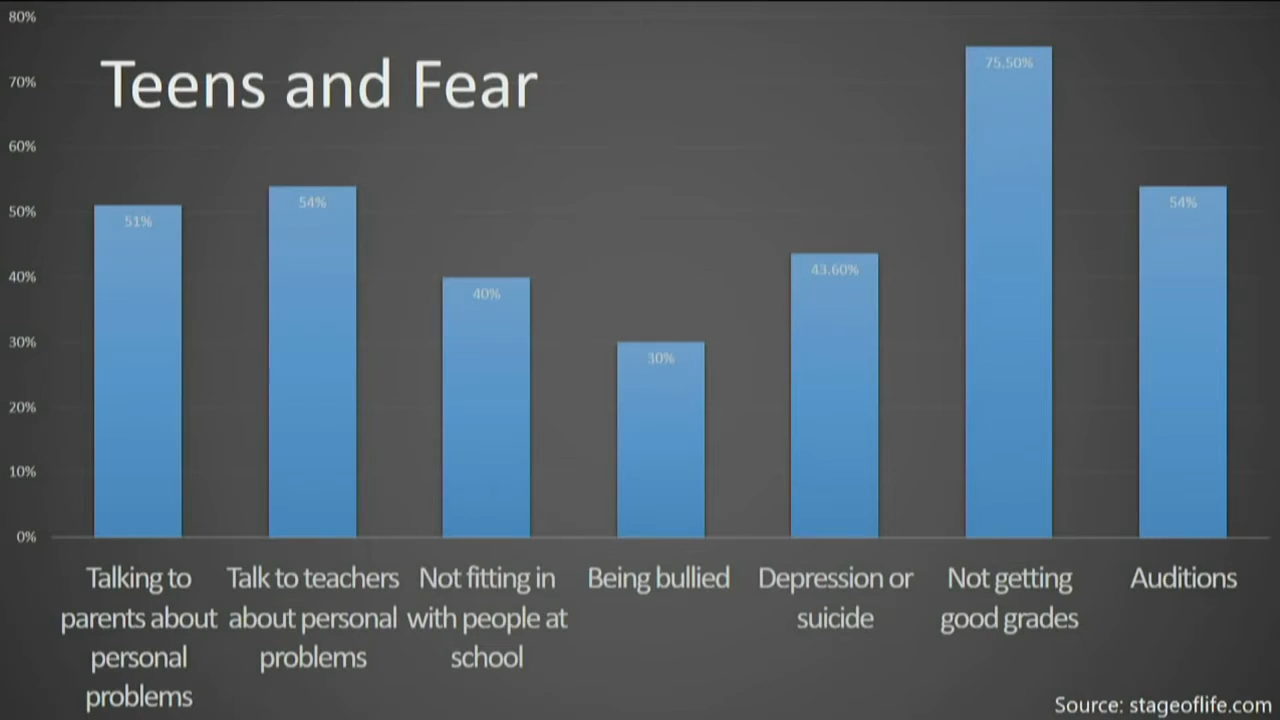 Teens and Fear
80%
70%
60%
50%
40%
30%
20%
10%
0%
51%
54%
40%
30%
43.60%
75.50%
54%
Talking to
parents about
personal
problems
Talk to teachers
about personal
problems
Not fitting in
with people at
school
Being bullied
Depression or
suicide
Not getting
good grades
Auditions
Source: stageoflife.com